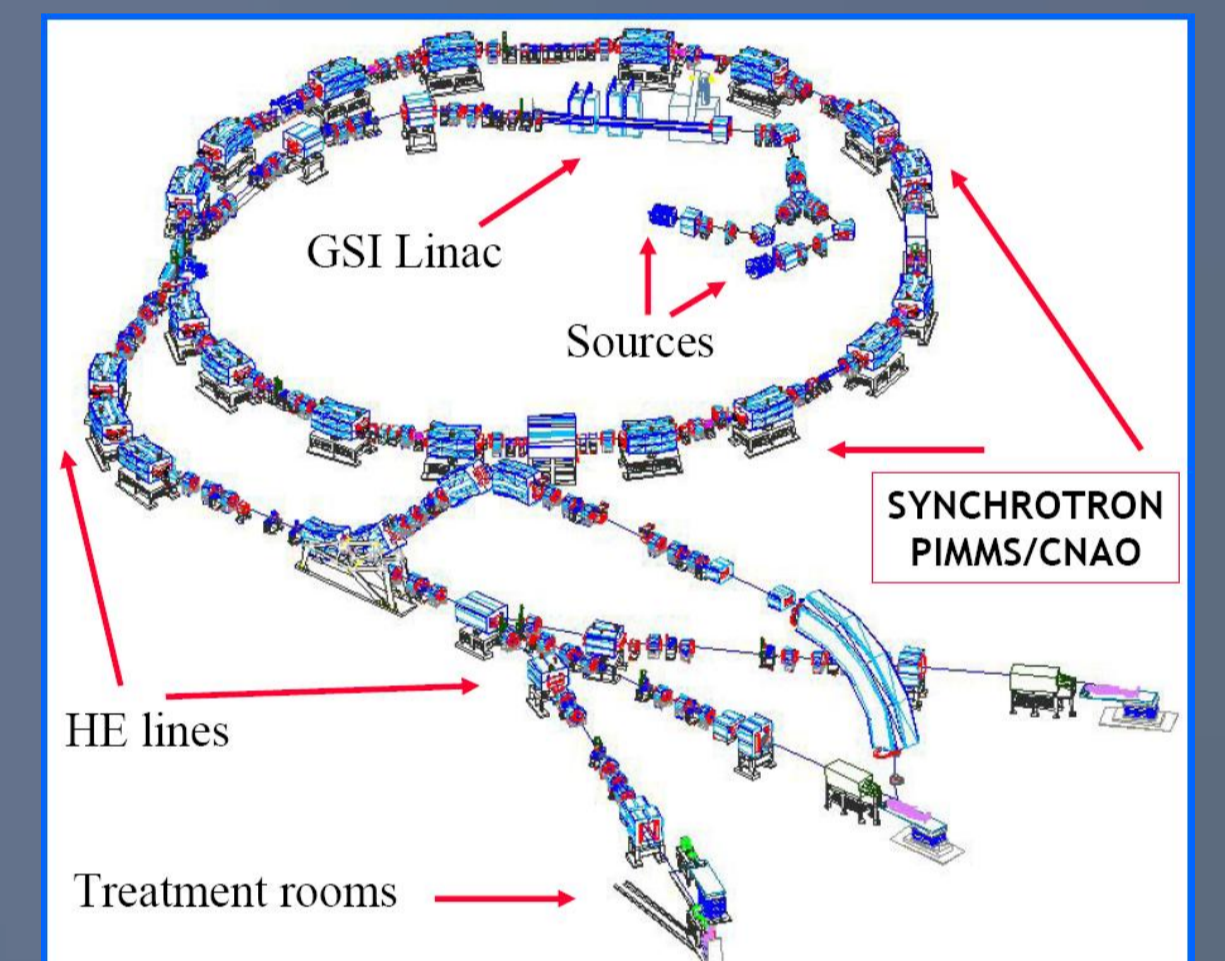 GSI Linac
Sources
SYNCHROTRON
PIMMS/CNAO
HE lines
Treatment rooms